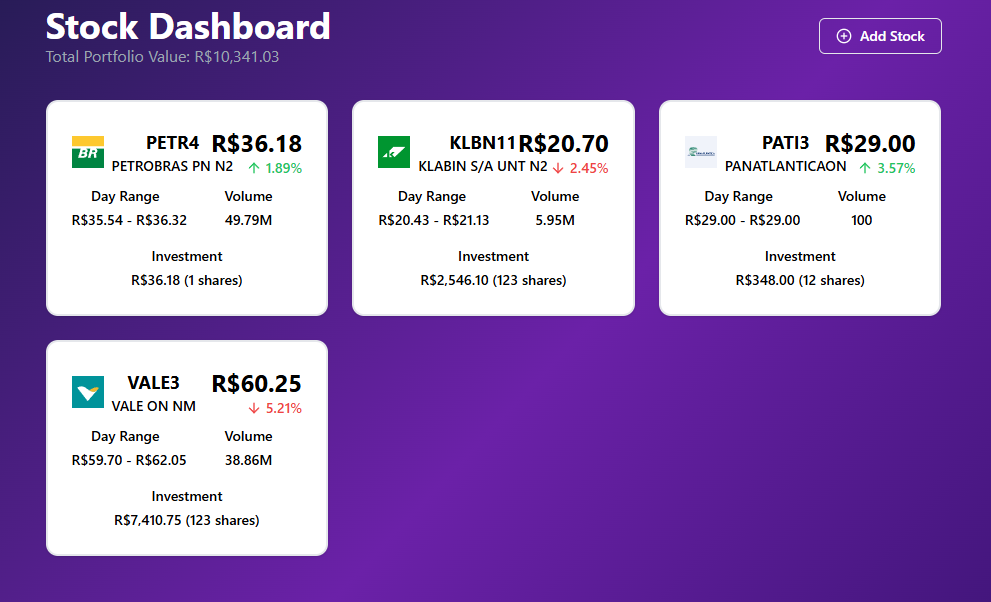 Stock Dashboard
Total Portfolio Value: R$10,341.03
Add Stock
BR
PETR4 R$36.18
PETROBRAS PN N2 ↑ 1.89%
Day Range Volume
R$35.54 - R$36.32 49.79M
Investment
R$36.18 (1 shares)
KLBN11 R$20.70
KLABIN S/A UNT N2 ↓ 2.45%
Day Range Volume
R$20.43 - R$21.13 5.95M
Investment
R$2,546.10 (123 shares)
PATI3 R$29.00
PANATLANTICAON ↑ 3.57%
Day Range Volume
R$29.00 - R$29.00 100
Investment
R$348.00 (12 shares)
VALE3 R$60.25
VALE ON NM ↓ 5.21%
Day Range Volume
R$59.70 - R$62.05 38.86M
Investment
R$7,410.75 (123 shares)